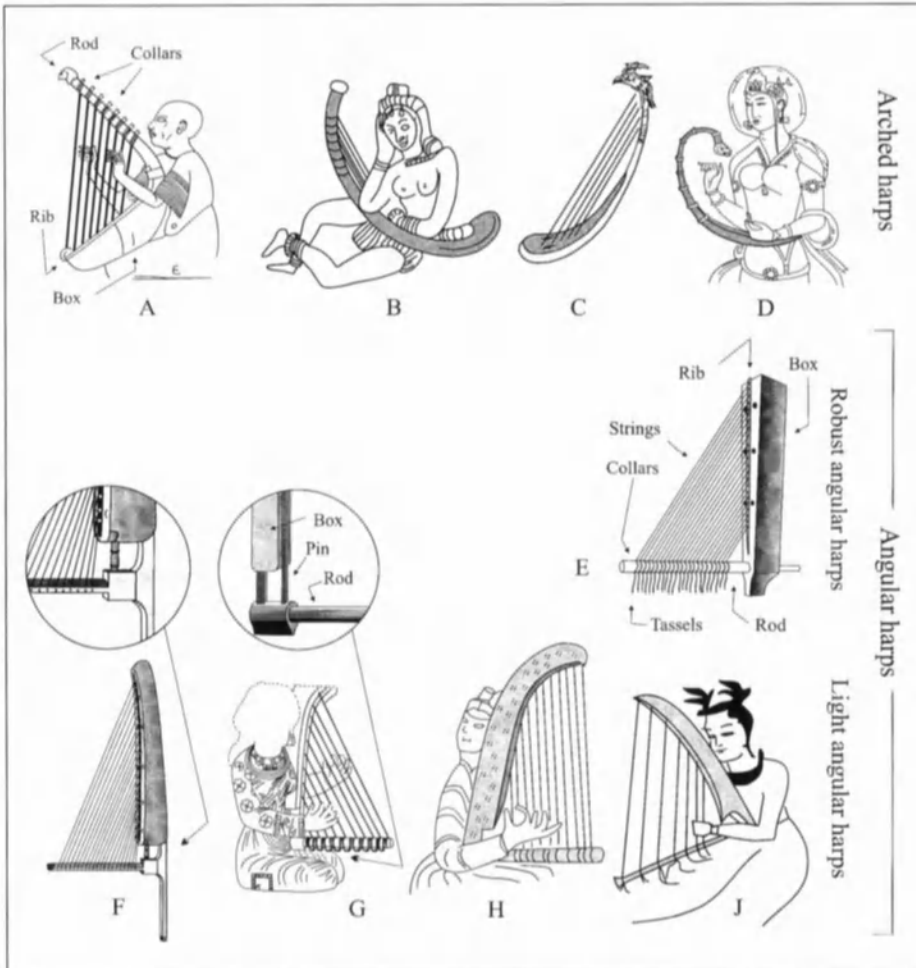 Rod
Collars
Rib
Box
ε
A
B
C
D
Arched harps
Rib
Box
Strings
Collars
E
Tassels
Rod
Robust angular harps
Angular harps
Box
Pin
Rod
F
G
H
J
Light angular harps